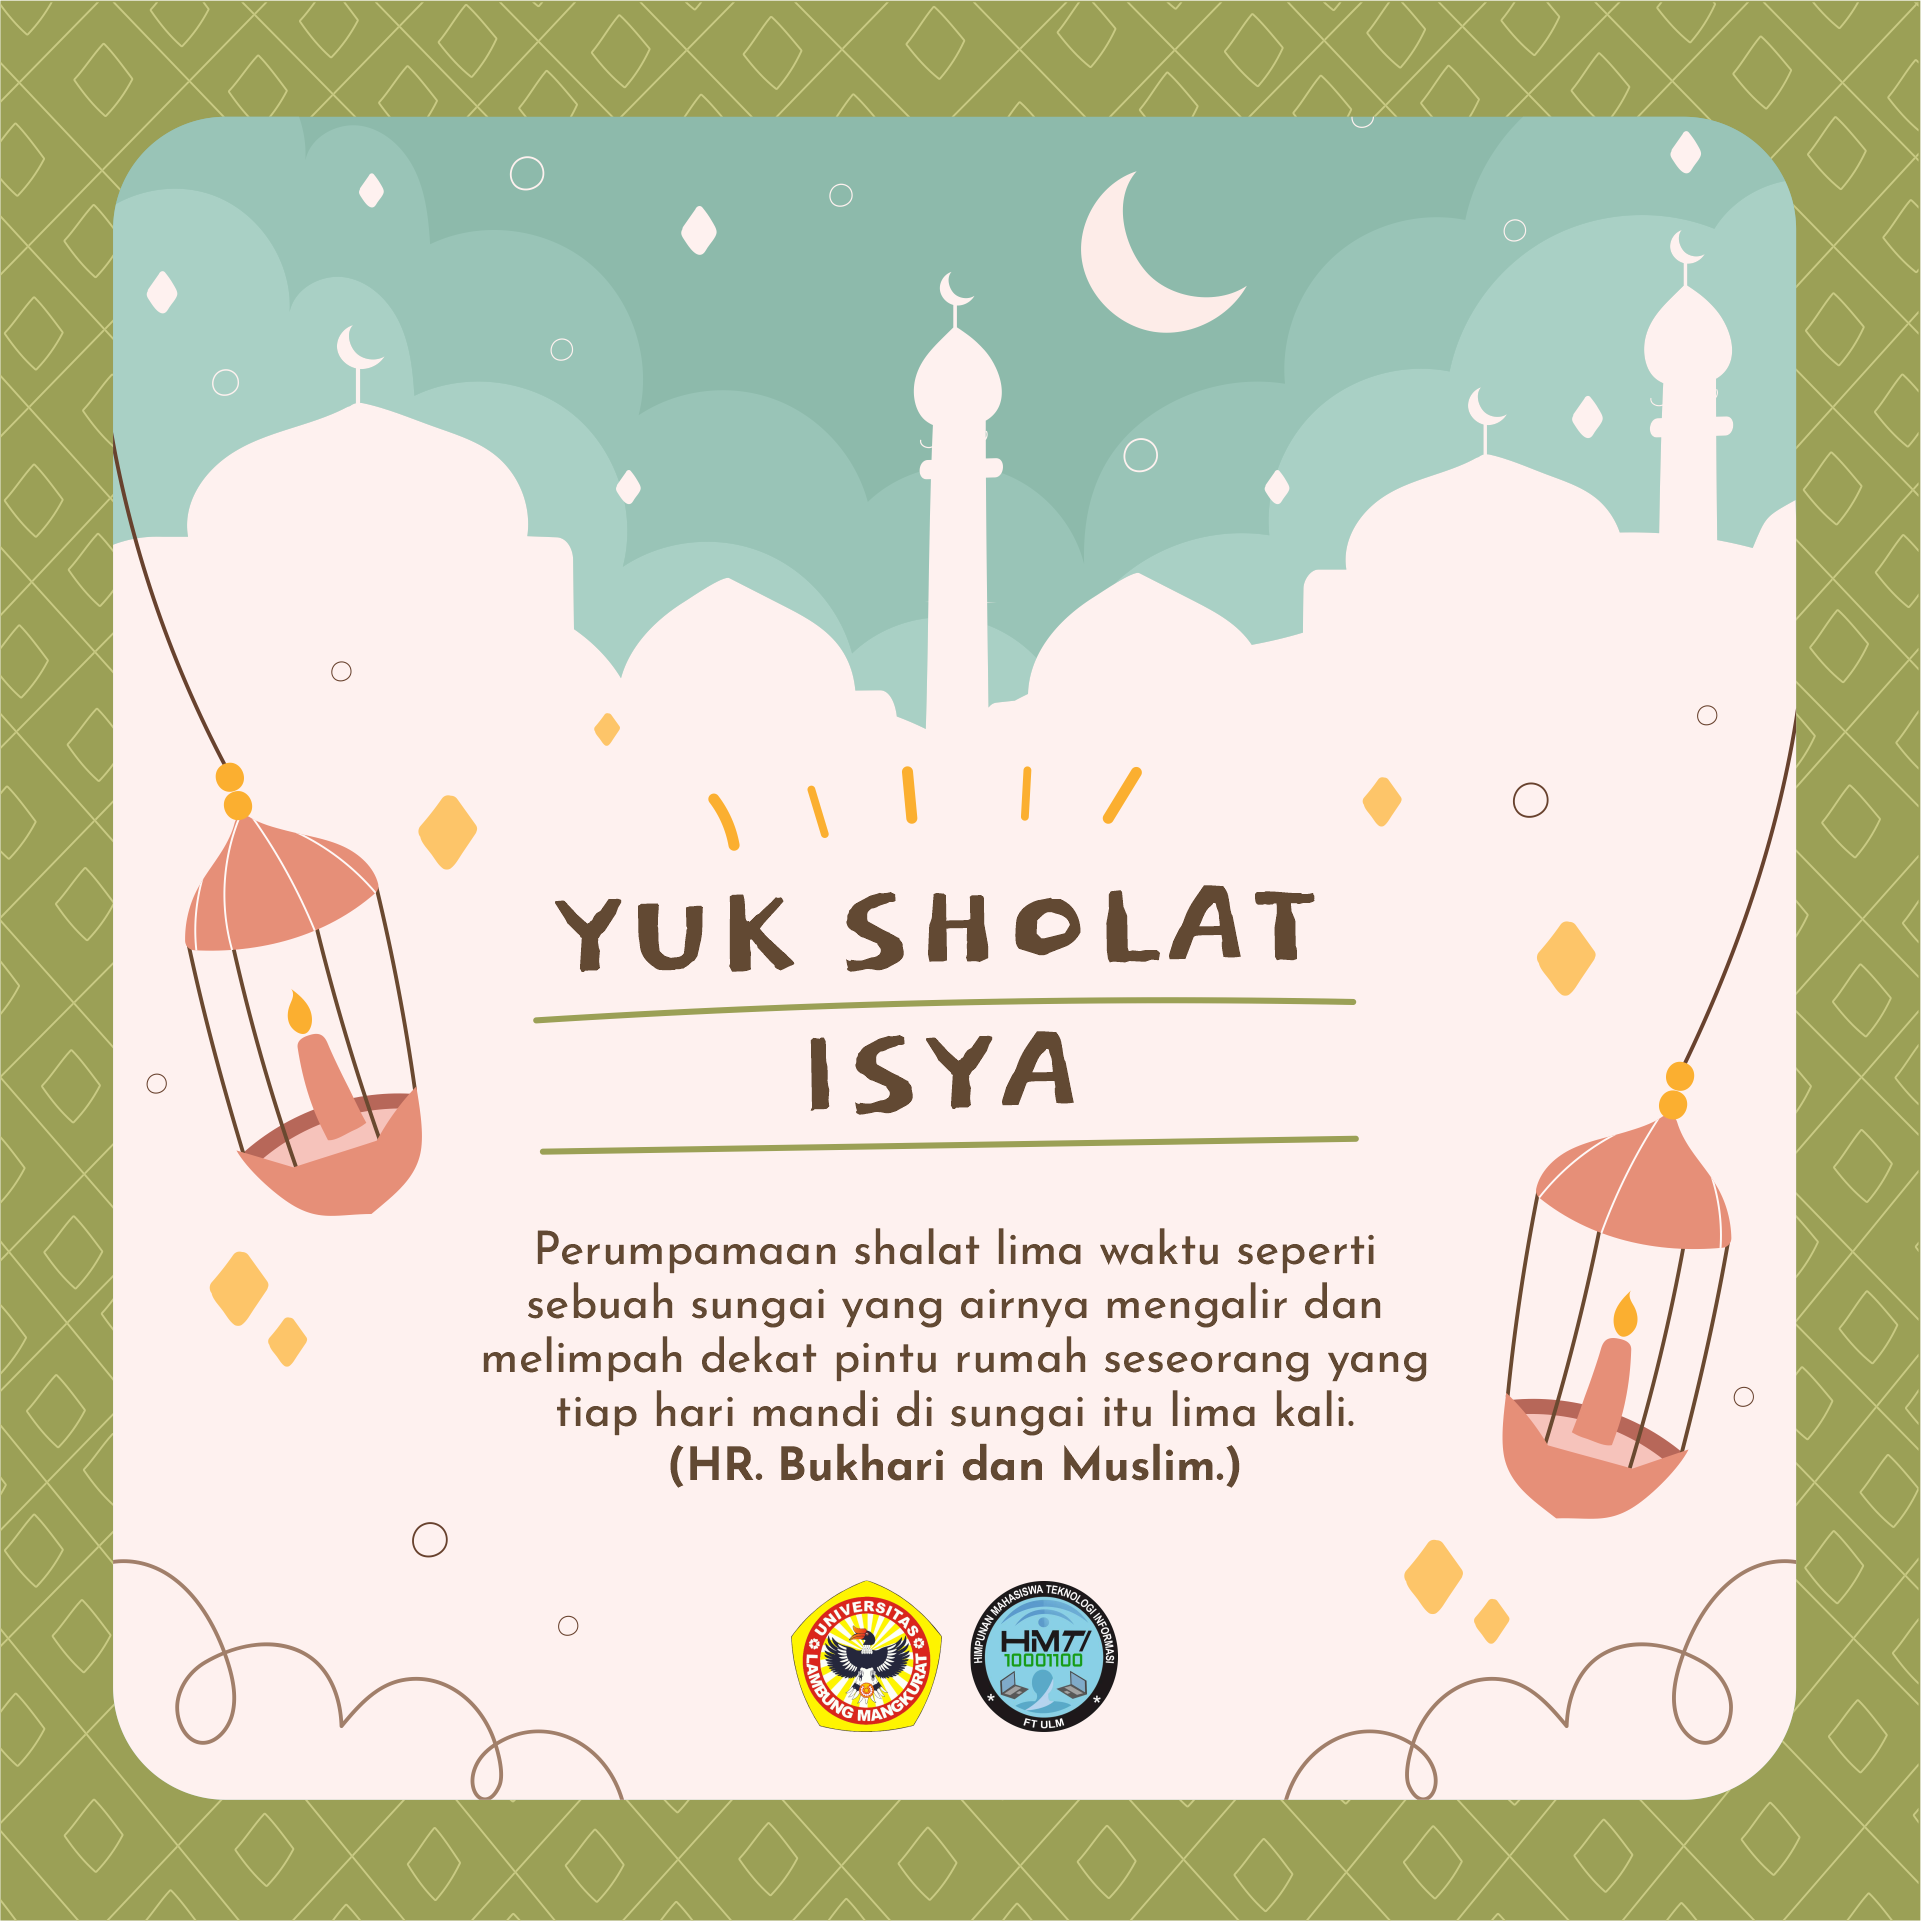 YUK SHOLAT
ISYA
Perumpamaan shalat lima waktu seperti
sebuah sungai yang airnya mengalir dan
melimpah dekat pintu rumah seseorang yang
tiap hari mandi di sungai itu lima kali.
(HR. Bukhari dan Muslim.)
UNIVERSITAS
LAMBUNG MANGKURAT
HIMPUNAN MAHASISWA TEKNOLOGI INFORMASI
HMTI
10001100
FT ULM